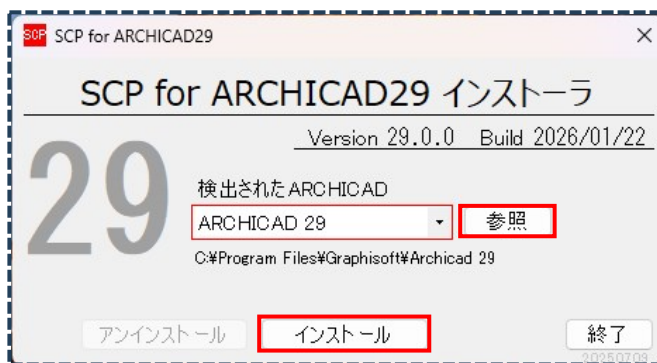 SCP SCP for ARCHICAD29
SCP for ARCHICAD29 インストーラ
29
Version 29.0.0 Build 2026/01/22
検出されたARCHICAD
ARCHICAD 29 参照
C:¥Program Files¥Graphisoft¥Archicad 29
アンインストール インストール 終了
20250709